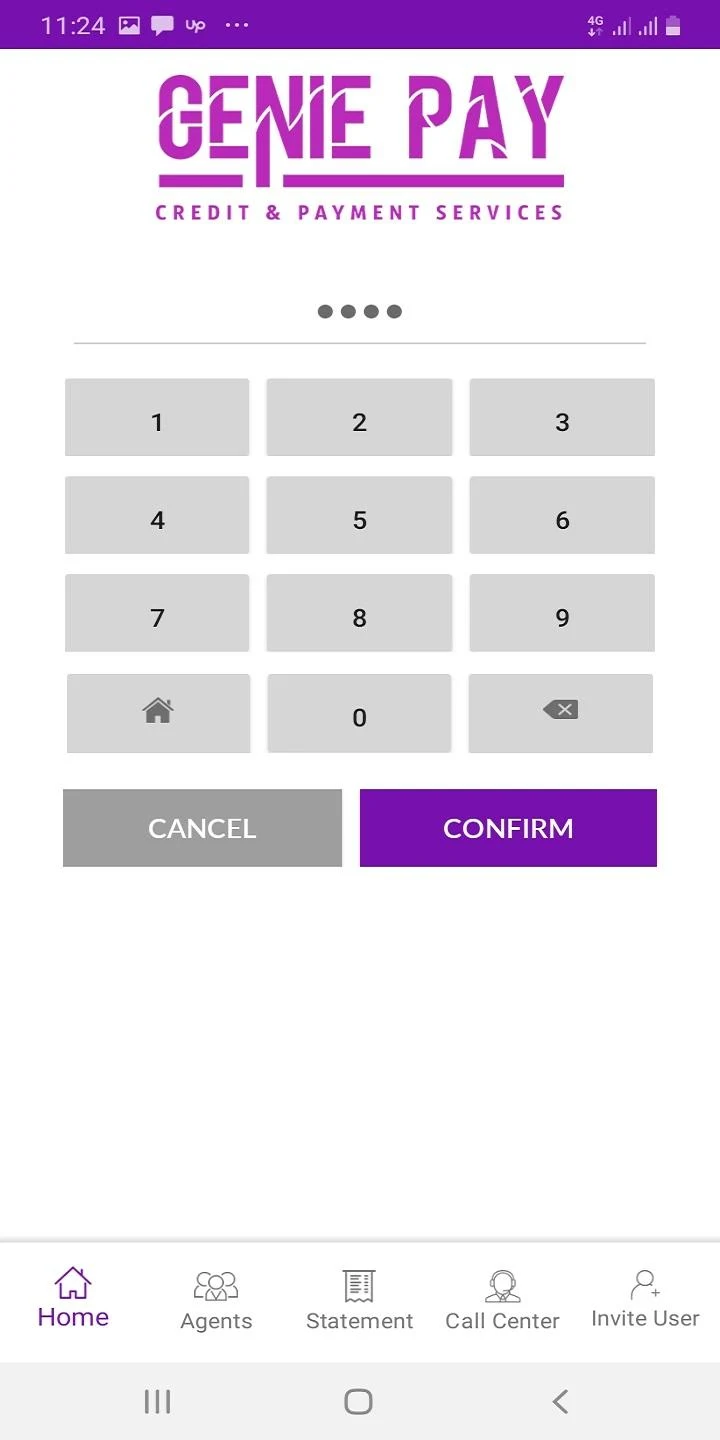 11:24 up ... 4G
GENIE PAY
CREDIT & PAYMENT SERVICES
••••
1 2 3
4 5 6
7 8 9
0
CANCEL CONFIRM
Home Agents Statement Call Center Invite User